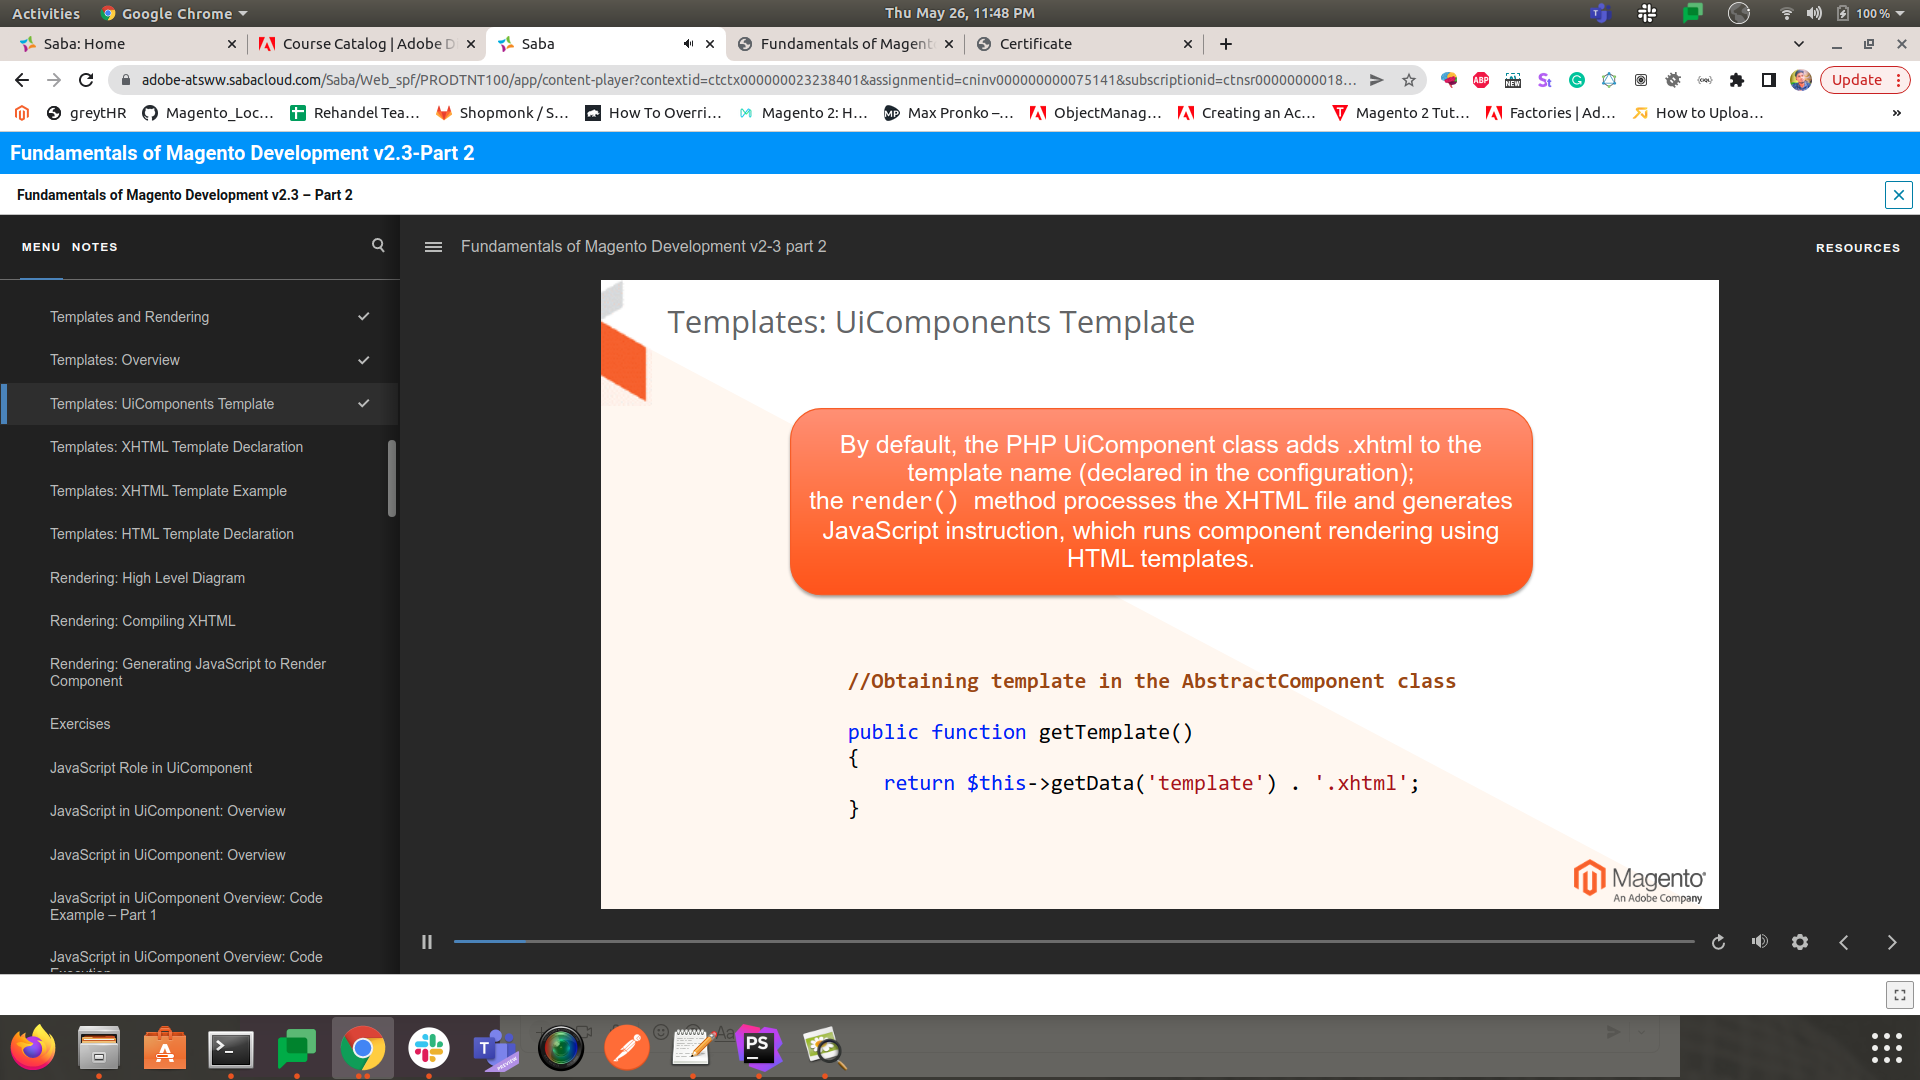 Activities
Google Chrome
Thu May 26, 11:48 PM
100 %
Saba: Home
Course Catalog | Adobe D
Saba
Fundamentals of Magent
Certificate
adobe-atsww.sabacloud.com/Saba/Web_spf/PRODTNT100/app/content-player?contextid=ctctx000000023238401&assignmentid=cninv000000000075141&subscriptionid=ctnsr00000000018...
Update
greytHR
Magento_Loc...
Rehandel Tea...
Shopmonk / S...
How To Overri...
Magento 2: H...
Max Pronko –...
ObjectManag...
Creating an Ac...
Magento 2 Tut...
Factories | Ad...
How to Uploa...
»
Fundamentals of Magento Development v2.3-Part 2
Fundamentals of Magento Development v2.3 – Part 2
MENU
NOTES
Fundamentals of Magento Development v2-3 part 2
RESOURCES
Templates and Rendering
Templates: Overview
Templates: UiComponents Template
Templates: XHTML Template Declaration
Templates: XHTML Template Example
Templates: HTML Template Declaration
Rendering: High Level Diagram
Rendering: Compiling XHTML
Rendering: Generating JavaScript to Render
Component
Exercises
JavaScript Role in UiComponent
JavaScript in UiComponent: Overview
JavaScript in UiComponent: Overview
JavaScript in UiComponent Overview: Code
Example – Part 1
JavaScript in UiComponent Overview: Code
Templates: UiComponents Template
By default, the PHP UiComponent class adds .xhtml to the
template name (declared in the configuration);
the render() method processes the XHTML file and generates
JavaScript instruction, which runs component rendering using
HTML templates.
//Obtaining template in the AbstractComponent class
public function getTemplate()
{
return $this->getData('template') . '.xhtml';
}
Magento
An Adobe Company